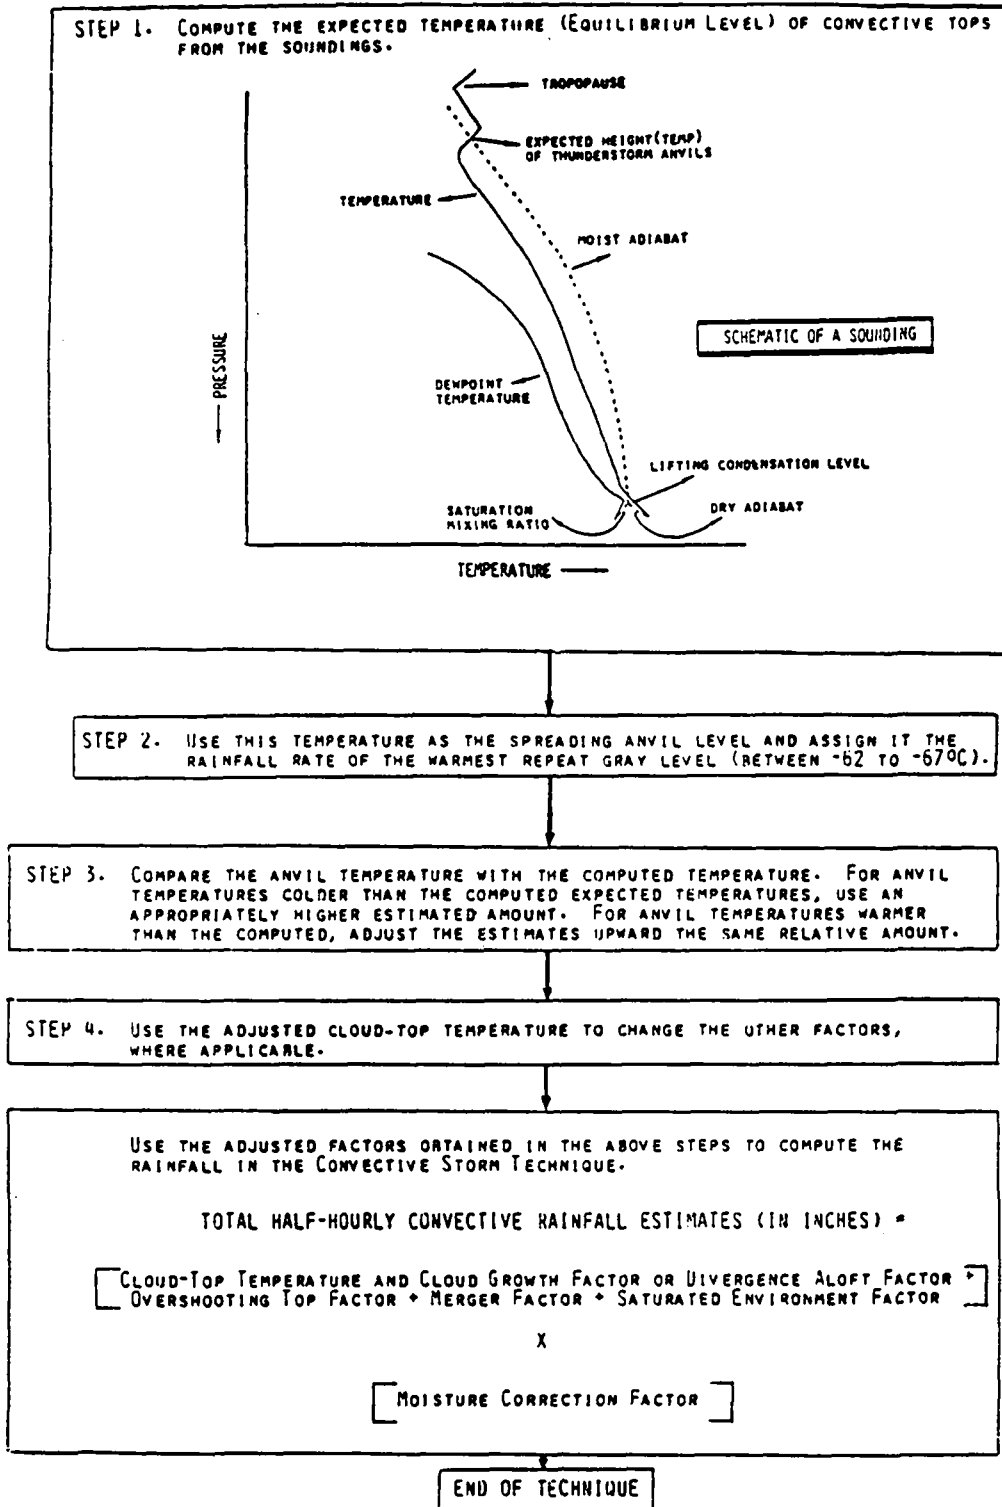 STEP 1. COMPUTE THE EXPECTED TEMPERATURE (EQUILIBRIUM LEVEL) OF CONVECTIVE TOPS
FROM THE SOUNDINGS.
TROPOPAUSE
EXPECTED HEIGHT(TEMP)
OF THUNDERSTORM ANVILS
TEMPERATURE
MOIST ADIABAT
SCHEMATIC OF A SOUNDING
PRESSURE
DEWPOINT
TEMPERATURE
LIFTING CONDENSATION LEVEL
SATURATION
MIXING RATIO
DRY ADIABAT
TEMPERATURE
STEP 2. USE THIS TEMPERATURE AS THE SPREADING ANVIL LEVEL AND ASSIGN IT THE
RAINFALL RATE OF THE WARMEST REPEAT GRAY LEVEL (BETWEEN -62 TO -67ºC).
STEP 3. COMPARE THE ANVIL TEMPERATURE WITH THE COMPUTED TEMPERATURE. FOR ANVIL
TEMPERATURES COLDER THAN THE COMPUTED EXPECTED TEMPERATURES, USE AN
APPROPRIATELY HIGHER ESTIMATED AMOUNT. FOR ANVIL TEMPERATURES WARMER
THAN THE COMPUTED, ADJUST THE ESTIMATES UPWARD THE SAME RELATIVE AMOUNT.
STEP 4. USE THE ADJUSTED CLOUD-TOP TEMPERATURE TO CHANGE THE OTHER FACTORS,
WHERE APPLICABLE.
USE THE ADJUSTED FACTORS OBTAINED IN THE ABOVE STEPS TO COMPUTE THE
RAINFALL IN THE CONVECTIVE STORM TECHNIQUE.
TOTAL HALF-HOURLY CONVECTIVE RAINFALL ESTIMATES (IN INCHES) =
[CLOUD-TOP TEMPERATURE AND CLOUD GROWTH FACTOR OR DIVERGENCE ALOFT FACTOR +
OVERSHOOTING TOP FACTOR + MERGER FACTOR + SATURATED ENVIRONMENT FACTOR]
X
[MOISTURE CORRECTION FACTOR]
END OF TECHNIQUE